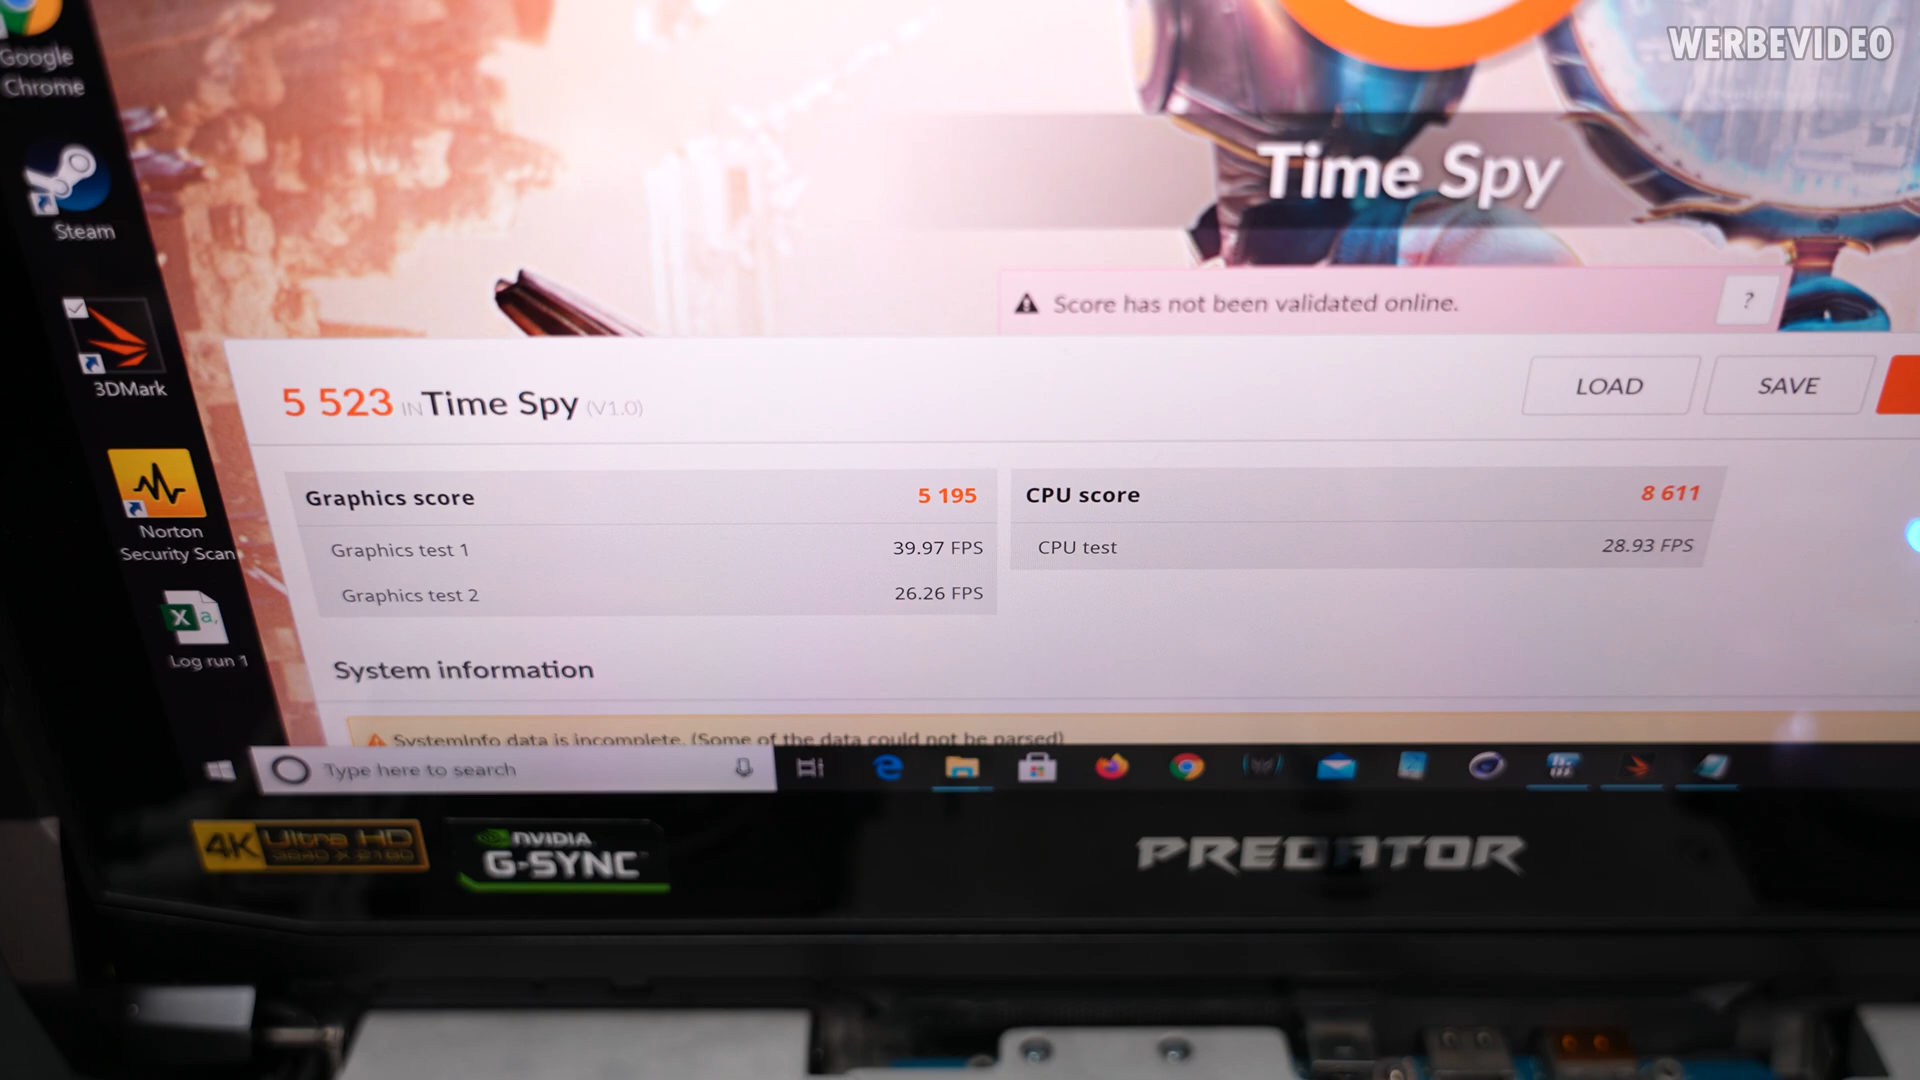 WERBEVIDEO
Google
Chrome
Time Spy
Steam
Score has not been validated online.
?
3DMark
5 523 IN Time Spy (V1.0)
LOAD
SAVE
Graphics score 5 195
CPU score 8 611
Graphics test 1 39.97 FPS
CPU test 28.93 FPS
Graphics test 2 26.26 FPS
Norton
Security Scan
X a,
Log run 1
System information
SystemInfo data is incomplete. (Some of the data could not be parsed)
Type here to search
4K Ultra HD
3840 X 2160
NVIDIA
G-SYNC
PREDATOR